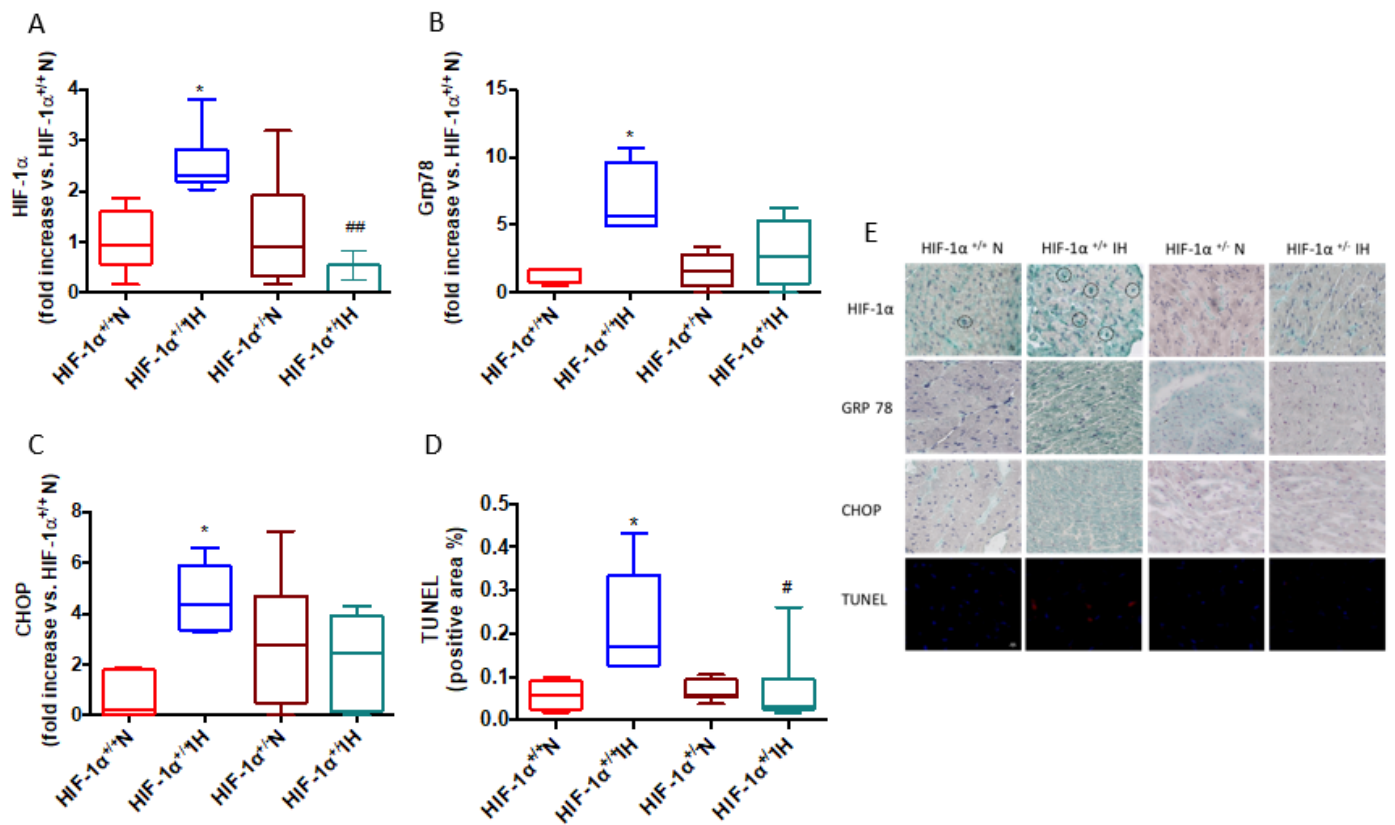 A
HIF-1α
(fold increase vs. HIF-1α+/+ N)
4
3
2
1
0
*
##
HIF-1α+/+N
HIF-1α+/+IH
HIF-1α+/-N
HIF-1α+/IH
B
Grp78
(fold increase vs. HIF-1α+/+ N)
15
10
5
0
*
HIF-1α+/+N
HIF-1α+/+IH
HIF-1α+/-N
HIF-1α+/IH
C
CHOP
(fold increase vs. HIF-1α+/+ N)
8
6
4
2
0
*
HIF-1α+/+N
HIF-1α+/+IH
HIF-1α+/-N
HIF-1α+/IH
D
TUNEL
(positive area %)
0.5
0.4
0.3
0.2
0.1
0.0
*
#
HIF-1α+/+N
HIF-1α+/+IH
HIF-1α+/-N
HIF-1α+/IH
E
HIF-1α +/+ N HIF-1α +/+ IH HIF-1α +/- N HIF-1α +/- IH
HIF-1α
GRP 78
CHOP
TUNEL